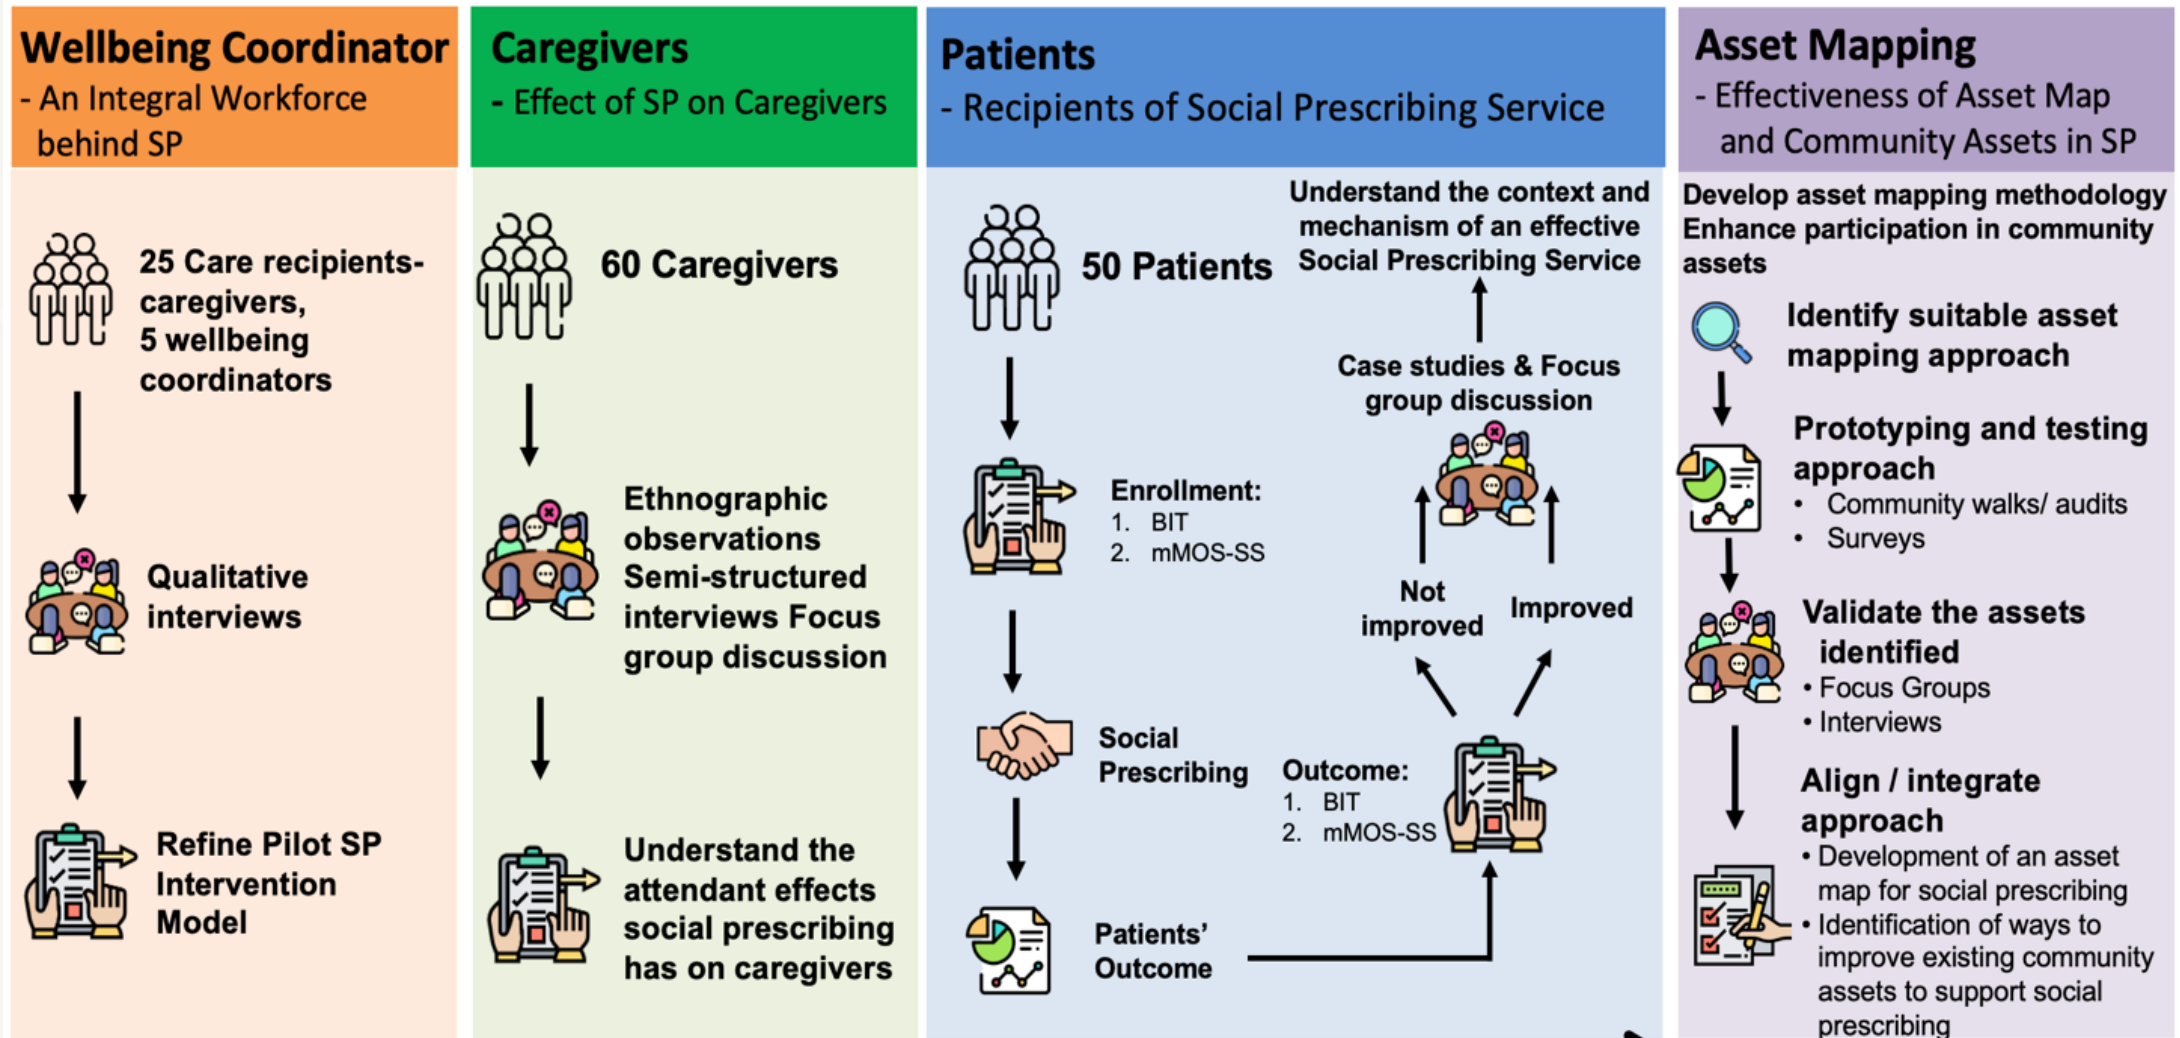 Wellbeing Coordinator
- An Integral Workforce
behind SP
25 Care recipients-
caregivers,
5 wellbeing
coordinators
Qualitative
interviews
Refine Pilot SP
Intervention
Model
Caregivers
- Effect of SP on Caregivers
60 Caregivers
Ethnographic
observations
Semi-structured
interviews Focus
group discussion
Understand the
attendant effects
social prescribing
has on caregivers
Patients
- Recipients of Social Prescribing Service
50 Patients
Enrollment:
1. BIT
2. mMOS-SS
Social
Prescribing
Patients’
Outcome
Outcome:
1. BIT
2. mMOS-SS
Not
improved
Improved
Case studies & Focus
group discussion
Understand the context and
mechanism of an effective
Social Prescribing Service
Asset Mapping
- Effectiveness of Asset Map
and Community Assets in SP
Develop asset mapping methodology
Enhance participation in community
assets
Identify suitable asset
mapping approach
Prototyping and testing
approach
• Community walks/ audits
• Surveys
Validate the assets
identified
• Focus Groups
• Interviews
Align / integrate
approach
• Development of an asset
map for social prescribing
• Identification of ways to
improve existing community
assets to support social
prescribing